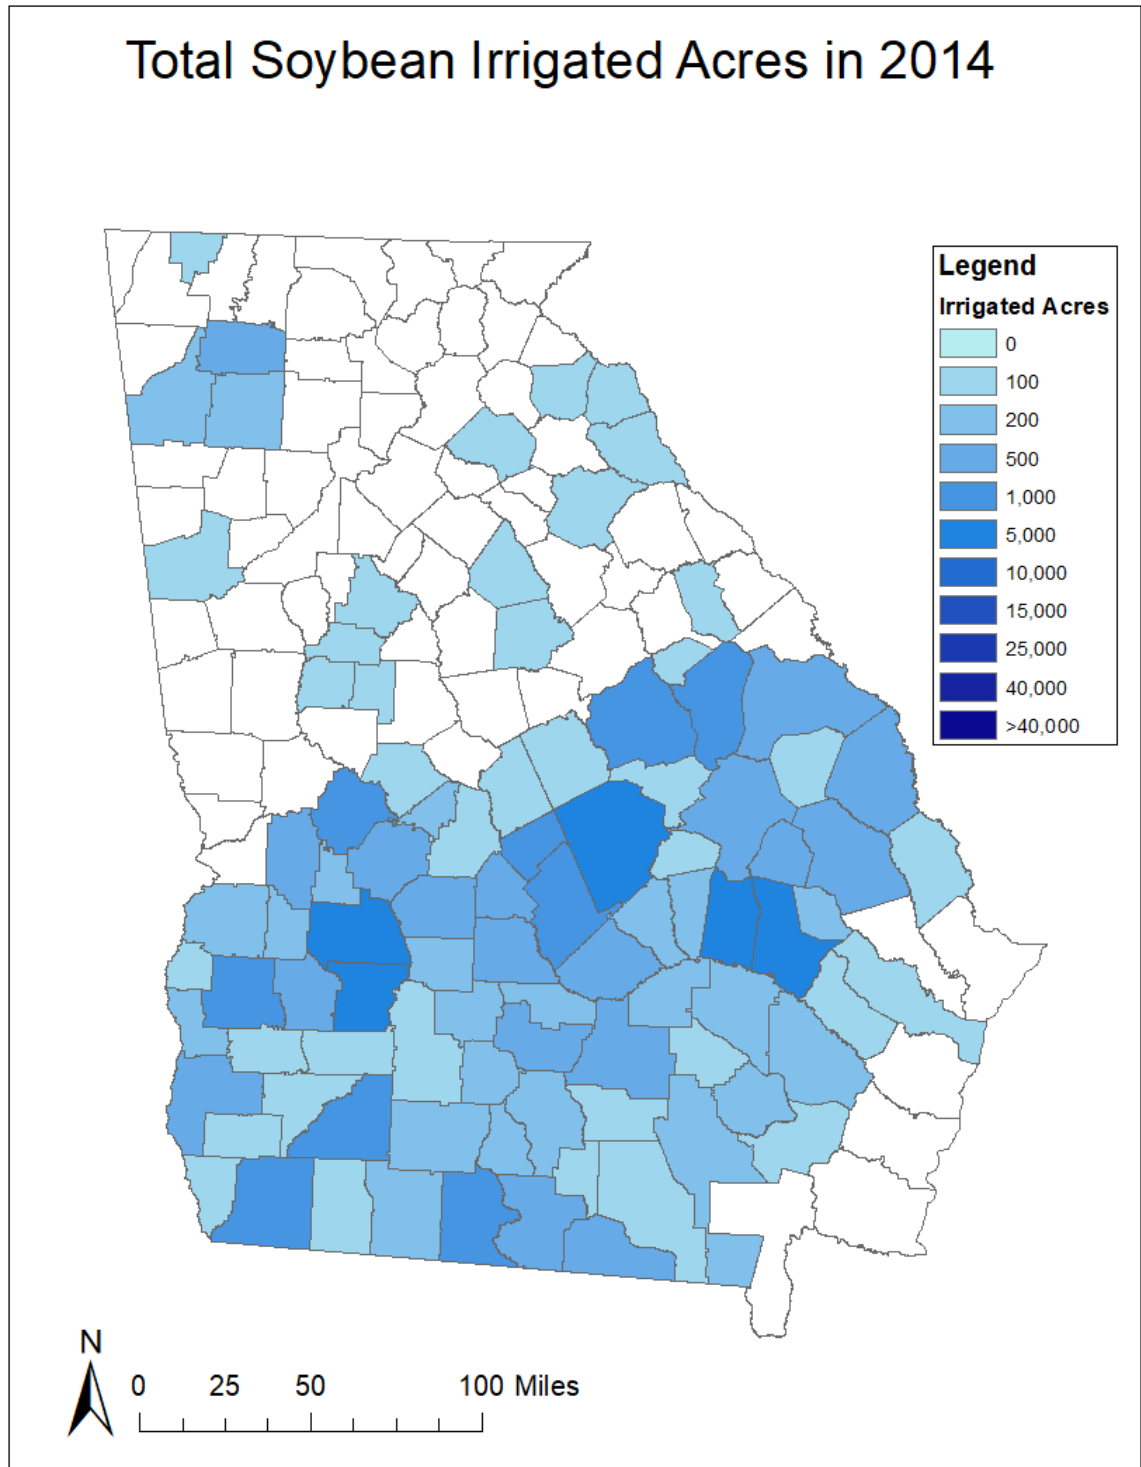 Total Soybean Irrigated Acres in 2014
Legend
Irrigated Acres
0
100
200
500
1,000
5,000
10,000
15,000
25,000
40,000
>40,000
N
0 25 50 100 Miles